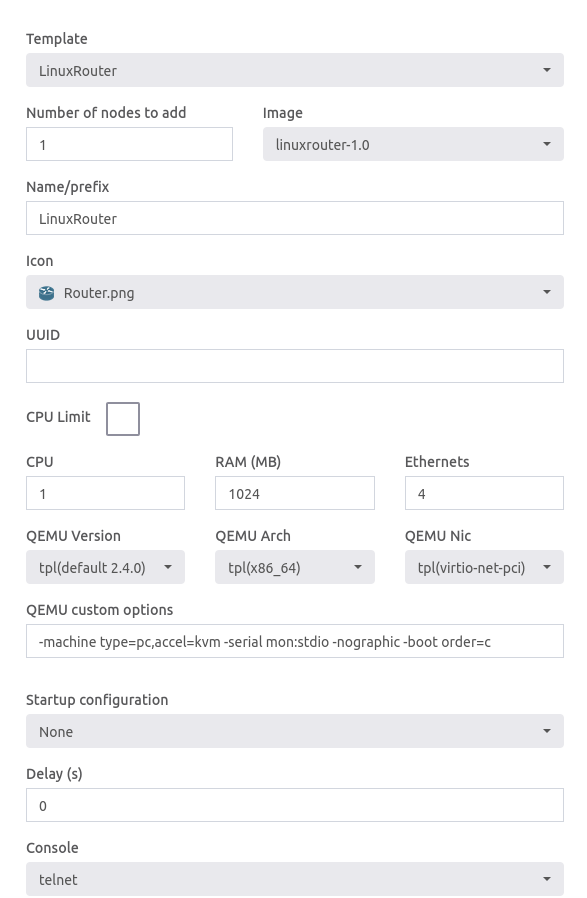 Template
LinuxRouter
Number of nodes to add
Image
1
linuxrouter-1.0
Name/prefix
LinuxRouter
Icon
Router.png
UUID
CPU Limit
CPU
RAM (MB)
Ethernets
1
1024
4
QEMU Version
QEMU Arch
QEMU Nic
tpl(default 2.4.0)
tpl(x86_64)
tpl(virtio-net-pci)
QEMU custom options
-machine type=pc,accel=kvm -serial mon:stdio -nographic -boot order=c
Startup configuration
None
Delay (s)
0
Console
telnet